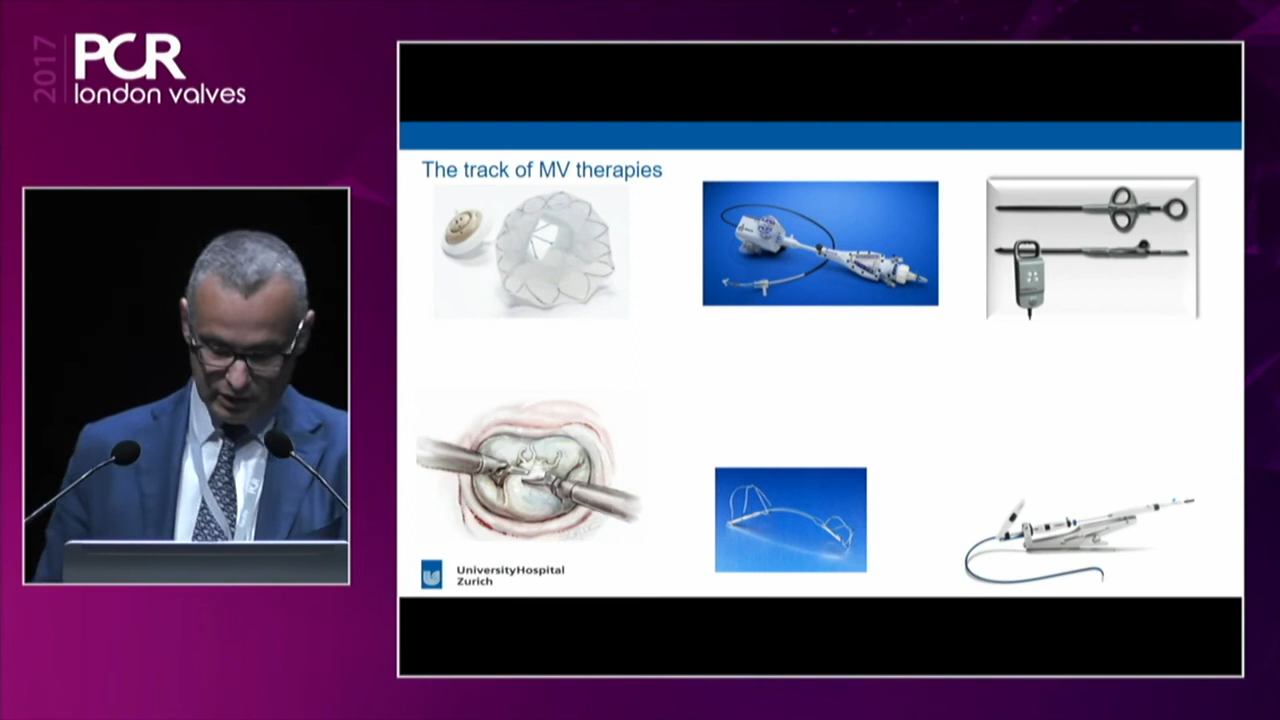 2017
PCR
london valves
The track of MV therapies
UniversityHospital
Zurich